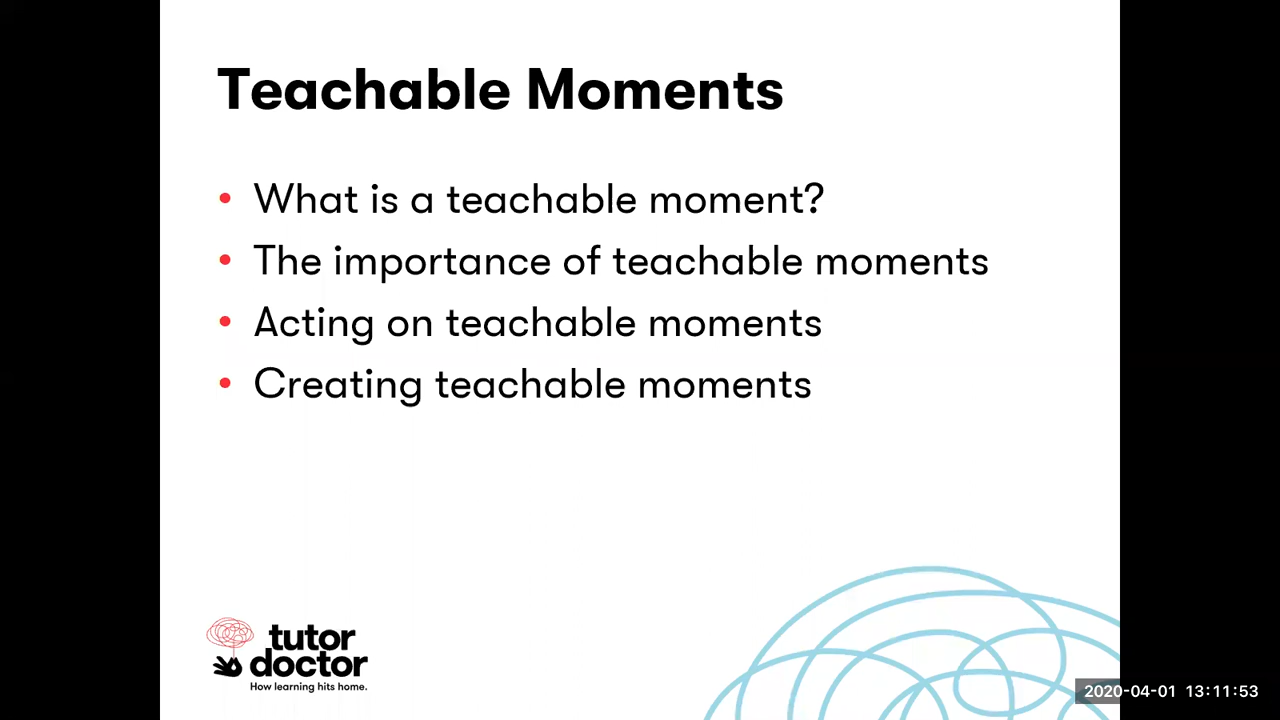 Teachable Moments
• What is a teachable moment?
• The importance of teachable moments
• Acting on teachable moments
• Creating teachable moments
tutor
doctor
How learning hits home.
2020-04-01 13:11:53